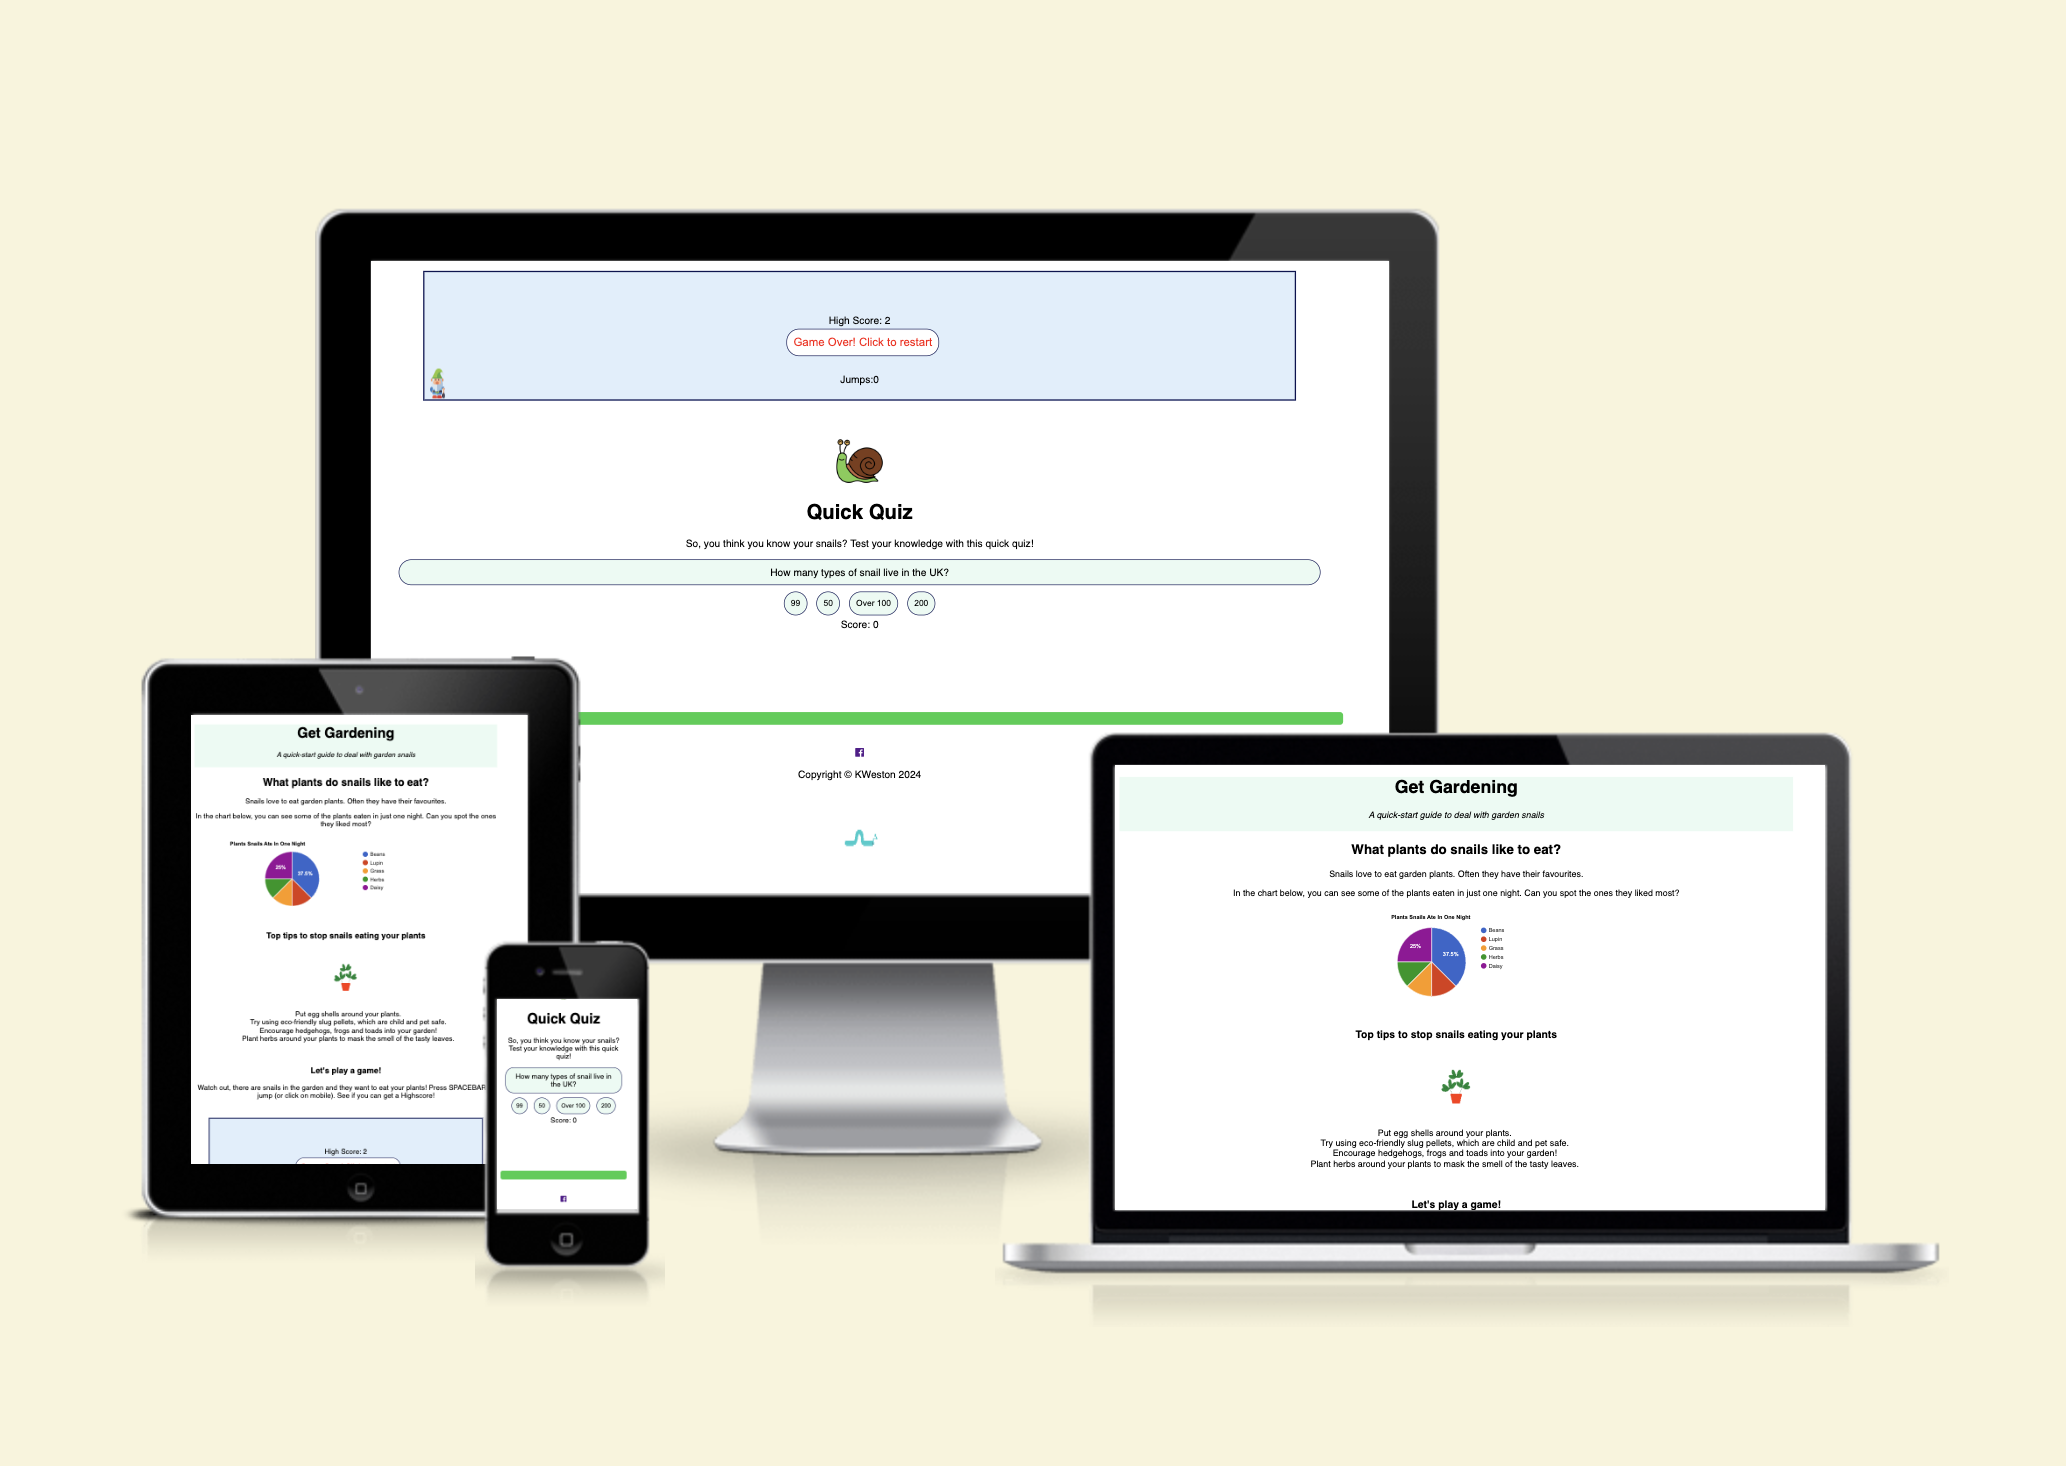 High Score: 2
Game Over! Click to restart
Jumps:0
Quick Quiz
So, you think you know your snails? Test your knowledge with this quick quiz!
How many types of snail live in the UK?
99 50 Over 100 200
Score: 0
Copyright © KWeston 2024
Get Gardening
A quick-start guide to deal with garden snails
What plants do snails like to eat?
Snails love to eat garden plants. Often they have their favourites.
In the chart below, you can see some of the plants eaten in just one night. Can you spot the ones
they liked most?
Plants Snails Ate In One Night
25%
37.5%
Beans
Lupin
Grass
Herbs
Daisy
Top tips to stop snails eating your plants
Put egg shells around your plants.
Try using eco-friendly slug pellets, which are child and pet safe.
Encourage hedgehogs, frogs and toads into your garden!
Plant herbs around your plants to mask the smell of the tasty leaves.
Let's play a game!
Watch out, there are snails in the garden and they want to eat your plants! Press SPACEBAR
jump (or click on mobile). See if you can get a Highscore!
High Score: 2
Quick Quiz
So, you think you know your snails?
Test your knowledge with this quick
quiz!
How many types of snail live in
the UK?
99 50 Over 100 200
Score: 0
Get Gardening
A quick-start guide to deal with garden snails
What plants do snails like to eat?
Snails love to eat garden plants. Often they have their favourites.
In the chart below, you can see some of the plants eaten in just one night. Can you spot the ones they liked most?
Plants Snails Ate In One Night
25%
37.5%
Beans
Lupin
Grass
Herbs
Daisy
Top tips to stop snails eating your plants
Put egg shells around your plants.
Try using eco-friendly slug pellets, which are child and pet safe.
Encourage hedgehogs, frogs and toads into your garden!
Plant herbs around your plants to mask the smell of the tasty leaves.
Let's play a game!